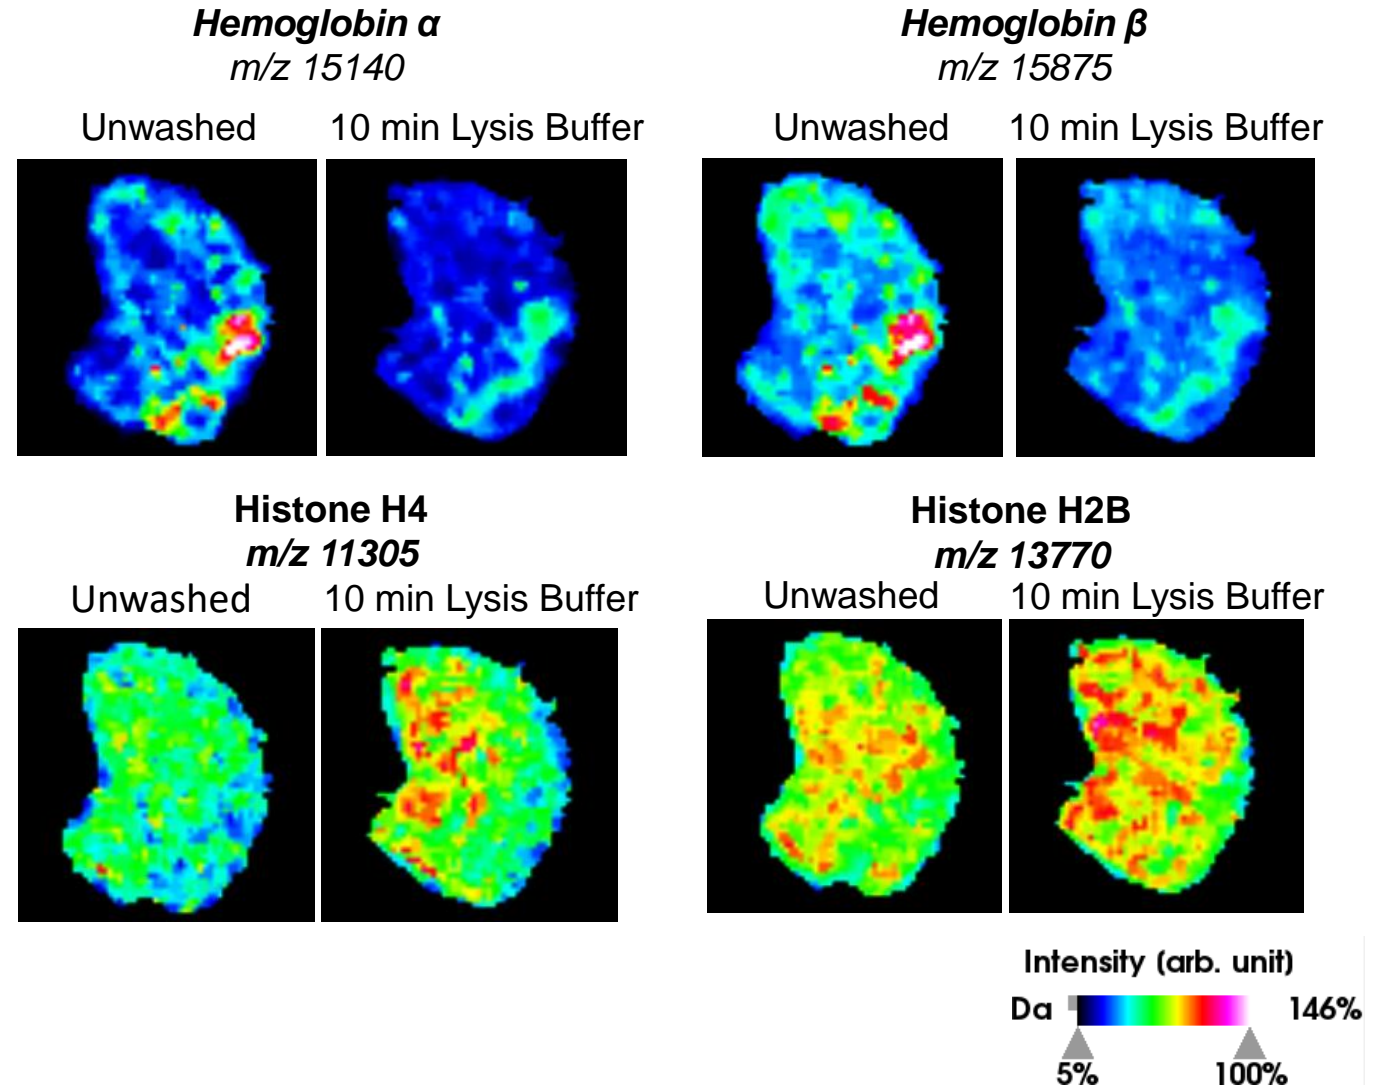 Hemoglobin α
m/z 15140
Unwashed
10 min Lysis Buffer
Hemoglobin β
m/z 15875
Unwashed
10 min Lysis Buffer
Histone H4
m/z 11305
Unwashed
10 min Lysis Buffer
Histone H2B
m/z 13770
Unwashed
10 min Lysis Buffer
Intensity (arb. unit)
Da
146%
5%
100%